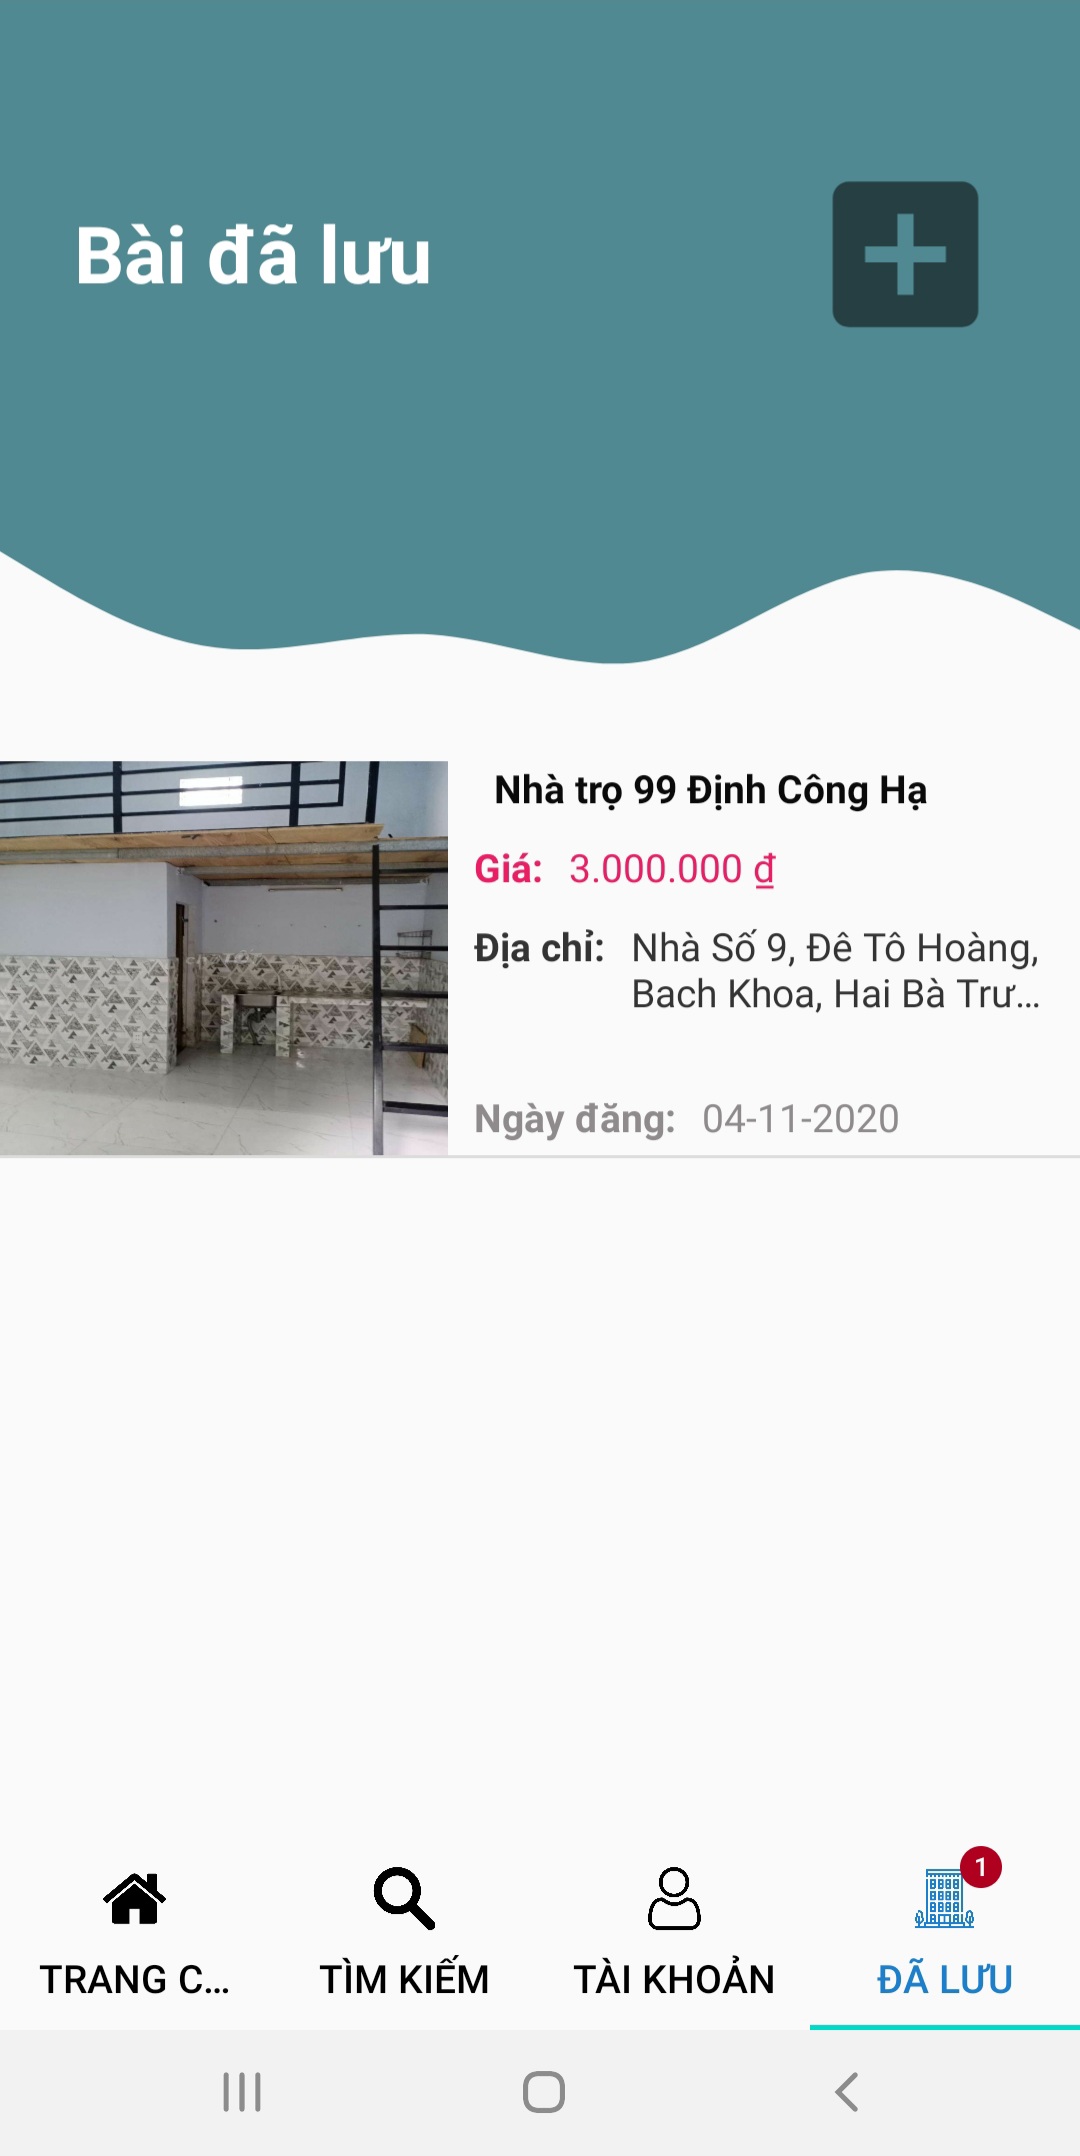 Bài đã lưu
Nhà trọ 99 Định Công Hạ
Giá: 3.000.000 ₫
Địa chỉ: Nhà Số 9, Đê Tô Hoàng,
Bach Khoa, Hai Bà Trư...
Ngày đăng: 04-11-2020
1
TRANG C... TÌM KIẾM TÀI KHOẢN ĐÃ LƯU